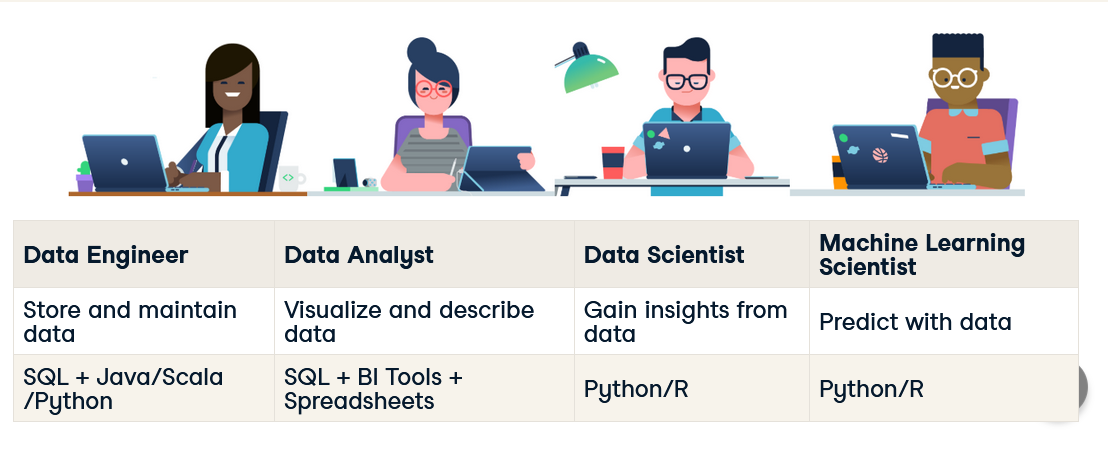 Data Engineer
Data Analyst
Data Scientist
Machine Learning
Scientist
Store and maintain
data
Visualize and describe
data
Gain insights from
data
Predict with data
SQL + Java/Scala
/Python
SQL + BI Tools +
Spreadsheets
Python/R
Python/R